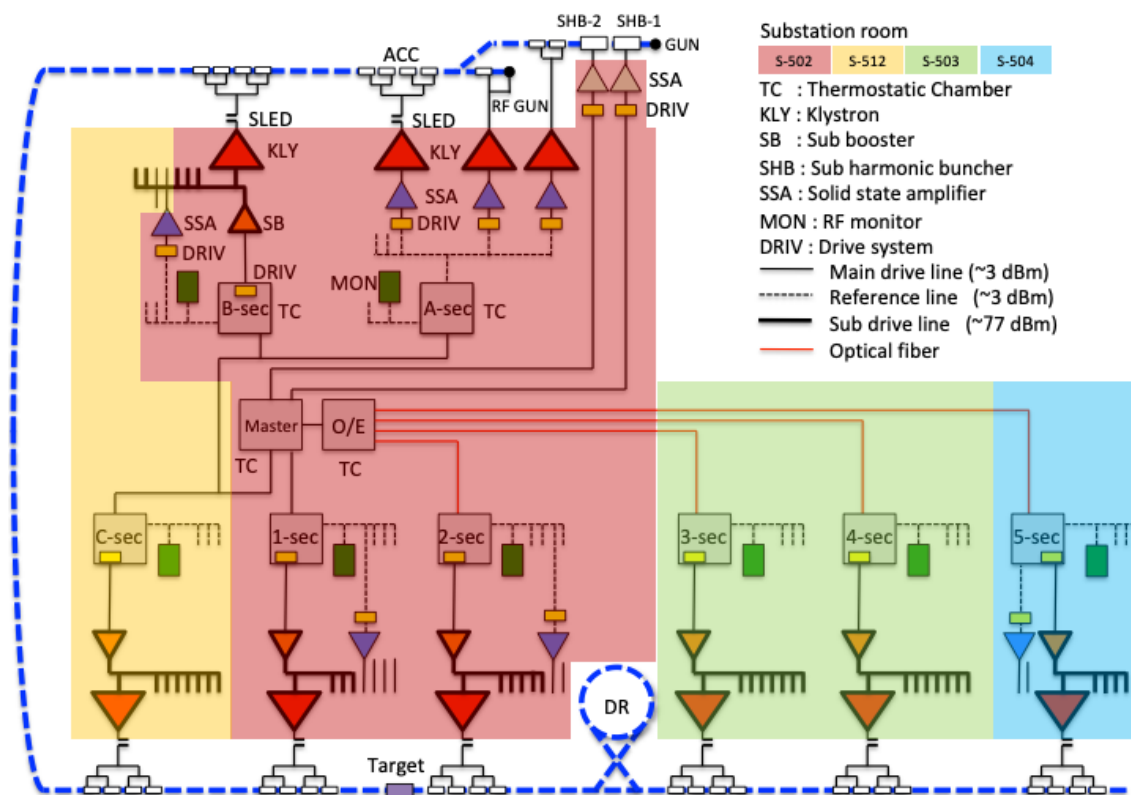 SHB-2 SHB-1
GUN
ACC
SSA
RF GUN
DRIV
SLED
SLED
KLY
KLY
SSA
SB
SSA
DRIV
DRIV
DRIV
MON
B-sec
TC
A-sec
TC
Substation room
S-502 S-512 S-503 S-504
TC : Thermostatic Chamber
KLY : Klystron
SB : Sub booster
SHB : Sub harmonic buncher
SSA : Solid state amplifier
MON : RF monitor
DRIV : Drive system
Main drive line (~3 dBm)
Reference line (~3 dBm)
Sub drive line (~77 dBm)
Optical fiber
Master
O/E
TC
TC
C-sec
1-sec
2-sec
3-sec
4-sec
5-sec
DR
Target